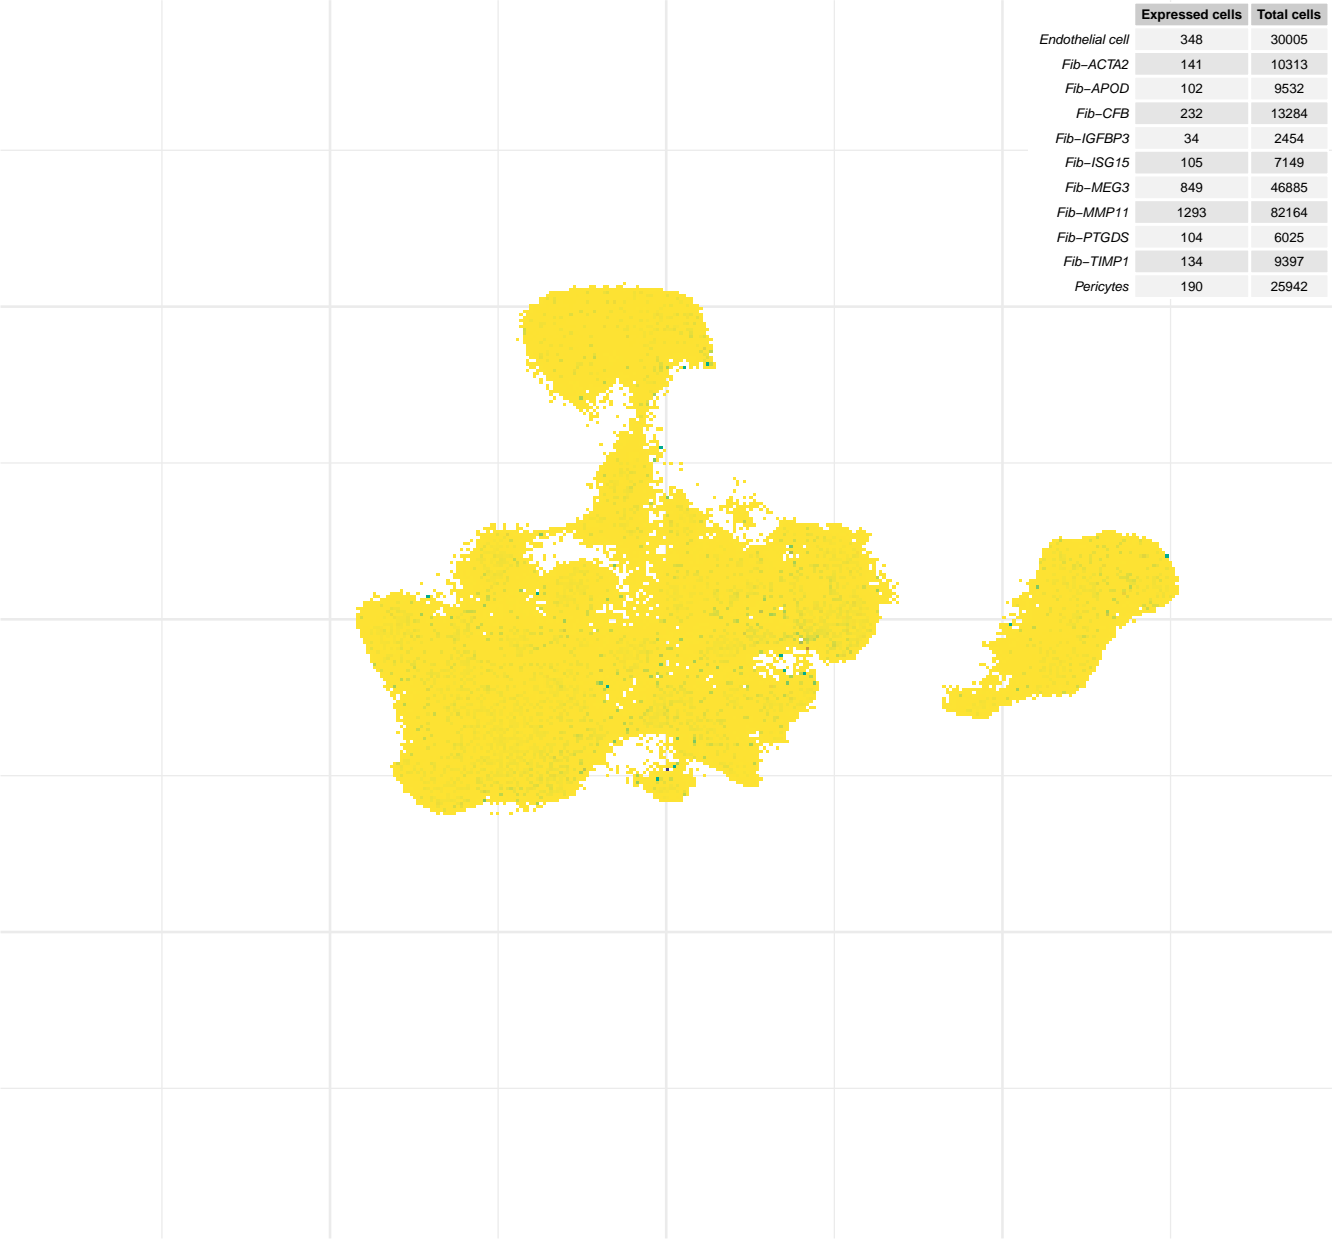 Expressed cells Total cells
Endothelial cell 348 30005
Fib−ACTA2 141 10313
Fib−APOD 102 9532
Fib−CFB 232 13284
Fib−IGFBP3 34 2454
Fib−ISG15 105 7149
Fib−MEG3 849 46885
Fib−MMP11 1293 82164
Fib−PTGDS 104 6025
Fib−TIMP1 134 9397
Pericytes 190 25942